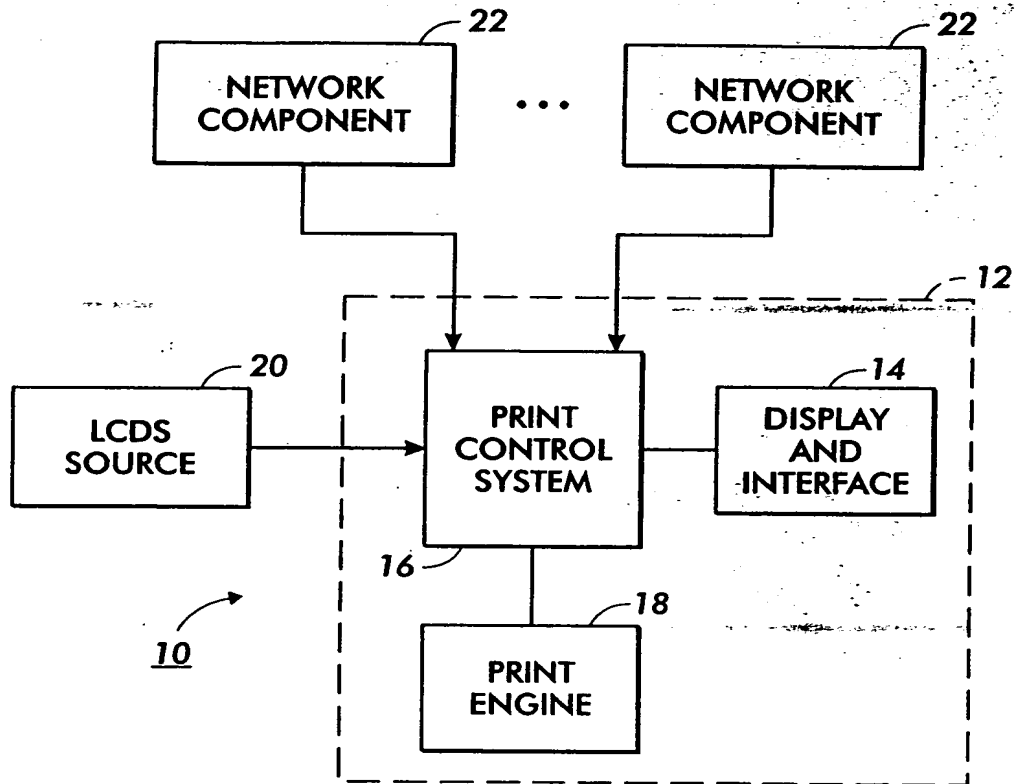 22
22
NETWORK
COMPONENT
...
NETWORK
COMPONENT
12
20
LCDS
SOURCE
PRINT
CONTROL
SYSTEM
14
DISPLAY
AND
INTERFACE
16
18
10
PRINT
ENGINE